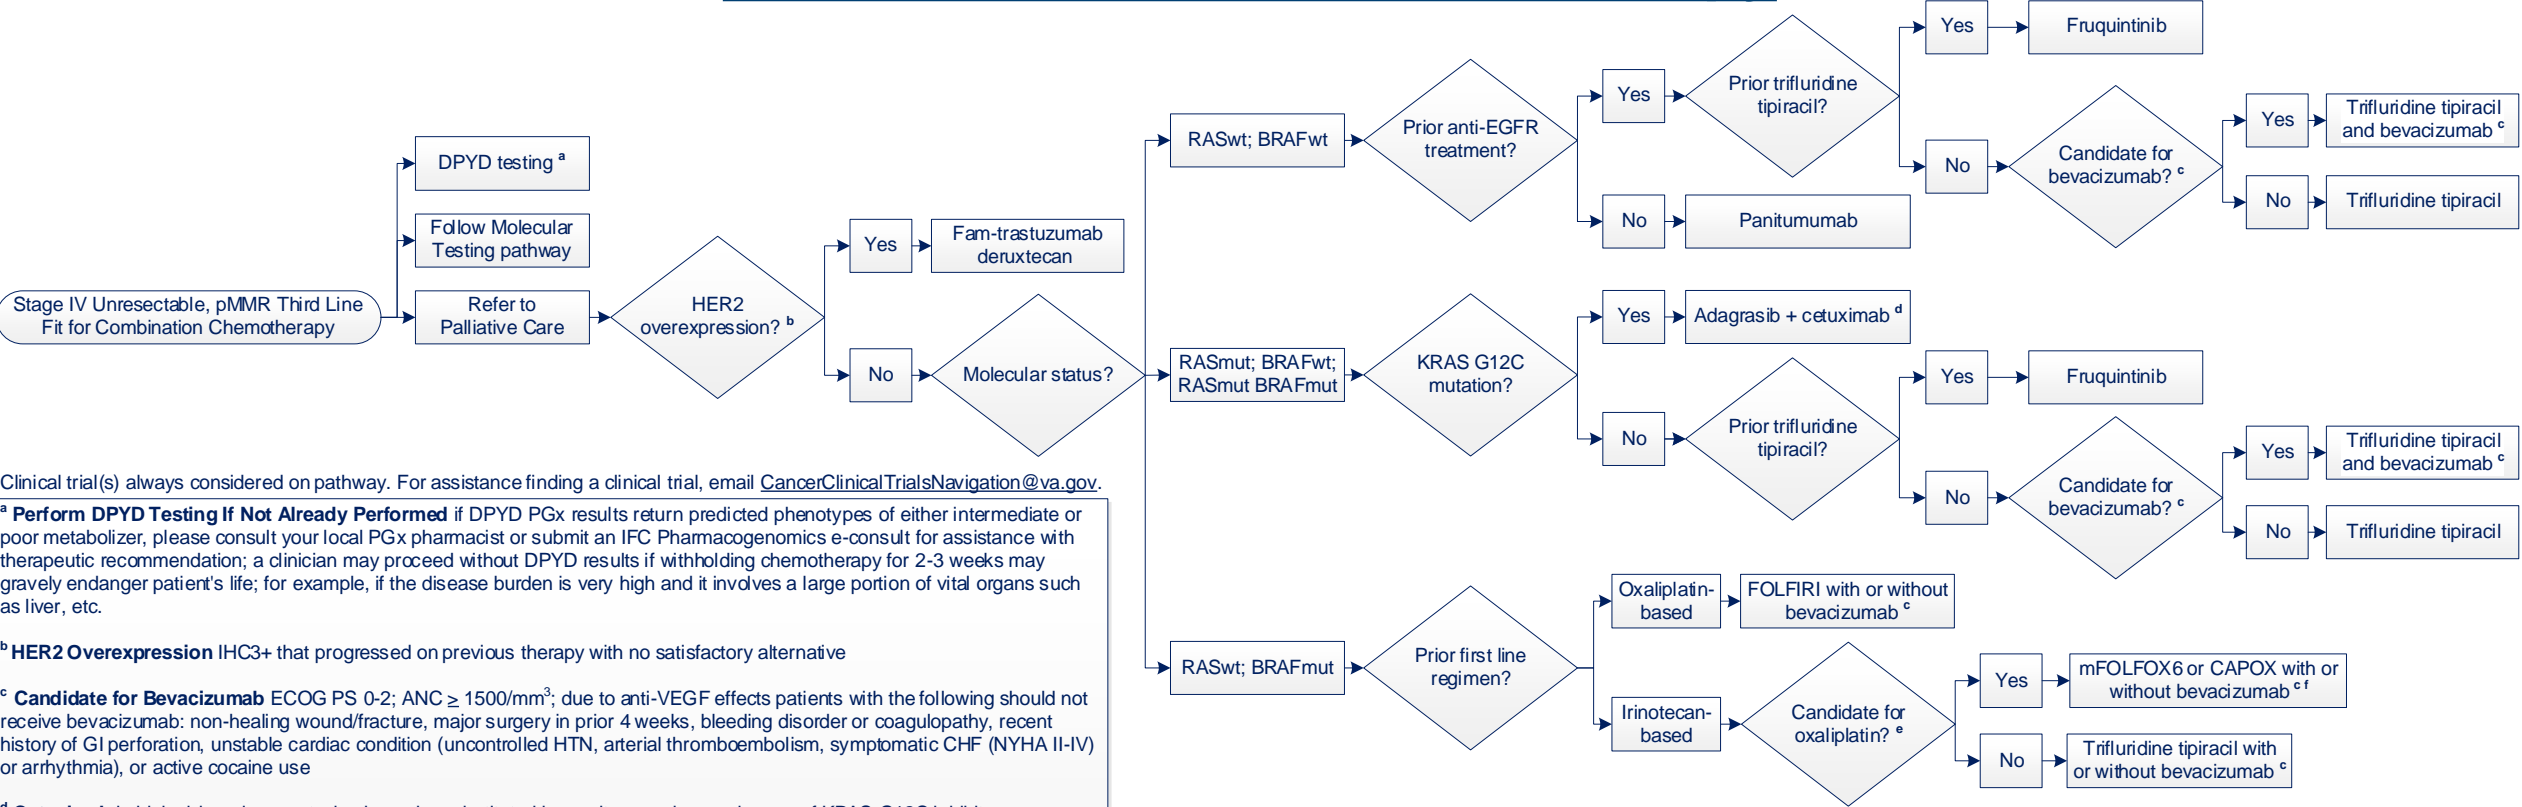 Stage IV Unresectable, pMMR Third Line
Fit for Combination Chemotherapy
DPYD testing a
Follow Molecular
Testing pathway
Refer to
Palliative Care
HER2
overexpression? b
Yes
Fam-trastuzumab
deruxtecan
No
Molecular status?
RASwt; BRAFwt
Prior anti-EGFR
treatment?
Yes
Prior trifluridine
tipiracil?
Yes
Fruquintinib
No
Candidate for
bevacizumab? c
Yes
Trifluridine tipiracil
and bevacizumab c
No
Trifluridine tipiracil
No
Panitumumab
RASmut; BRAFwt;
RASmut BRAFmut
KRAS G12C
mutation?
Yes
Adagrasib + cetuximab d
No
Prior trifluridine
tipiracil?
Yes
Fruquintinib
No
Candidate for
bevacizumab? c
Yes
Trifluridine tipiracil
and bevacizumab c
No
Trifluridine tipiracil
RASwt; BRAFmut
Prior first line
regimen?
Oxaliplatin-
based
FOLFIRI with or without
bevacizumab c
Irinotecan-
based
Candidate for
oxaliplatin? e
Yes
mFOLFOX6 or CAPOX with or
without bevacizumab c f
No
Trifluridine tipiracil with
or without bevacizumab c
Clinical trial(s) always considered on pathway. For assistance finding a clinical trial, email CancerClinicalTrialsNavigation@va.gov.
a Perform DPYD Testing If Not Already Performed if DPYD PGx results return predicted phenotypes of either intermediate or
poor metabolizer, please consult your local PGx pharmacist or submit an IFC Pharmacogenomics e-consult for assistance with
therapeutic recommendation; a clinician may proceed without DPYD results if withholding chemotherapy for 2-3 weeks may
gravely endanger patient's life; for example, if the disease burden is very high and it involves a large portion of vital organs such
as liver, etc.
b HER2 Overexpression IHC3+ that progressed on previous therapy with no satisfactory alternative
c Candidate for Bevacizumab ECOG PS 0-2; ANC ≥ 1500/mm3; due to anti-VEGF effects patients with the following should not
receive bevacizumab: non-healing wound/fracture, major surgery in prior 4 weeks, bleeding disorder or coagulopathy, recent
history of GI perforation, unstable cardiac condition (uncontrolled HTN, arterial thromboembolism, symptomatic CHF (NYHA II-IV)
or arrhythmia), or active cocaine use